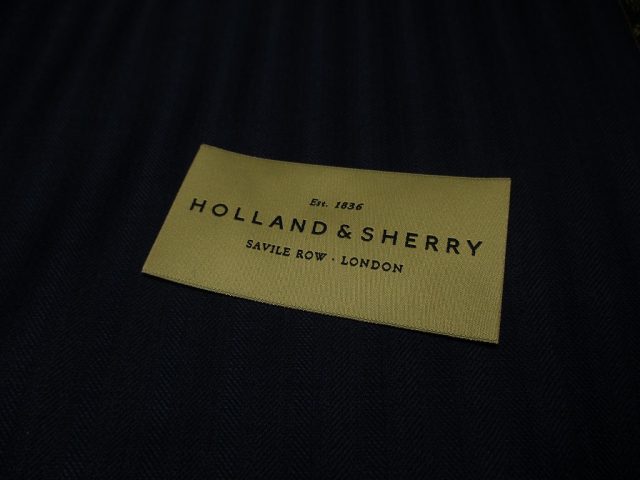 Est. 1836
HOLLAND & SHERRY
SAVILE ROW · LONDON